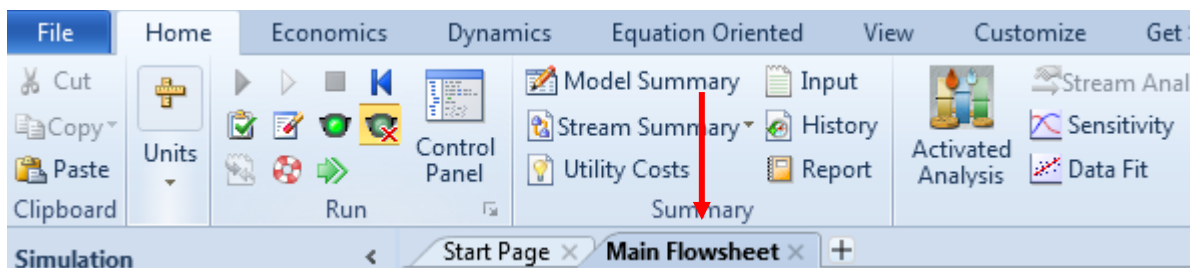 File Home Economics Dynamics Equation Oriented View Customize Get
Cut Model Summary Input Stream Anal
Copy Units Control Panel Stream Summary History Activated Analysis Sensitivity
Paste Utility Costs Report Data Fit
Clipboard Run Summary
Simulation Start Page Main Flowsheet